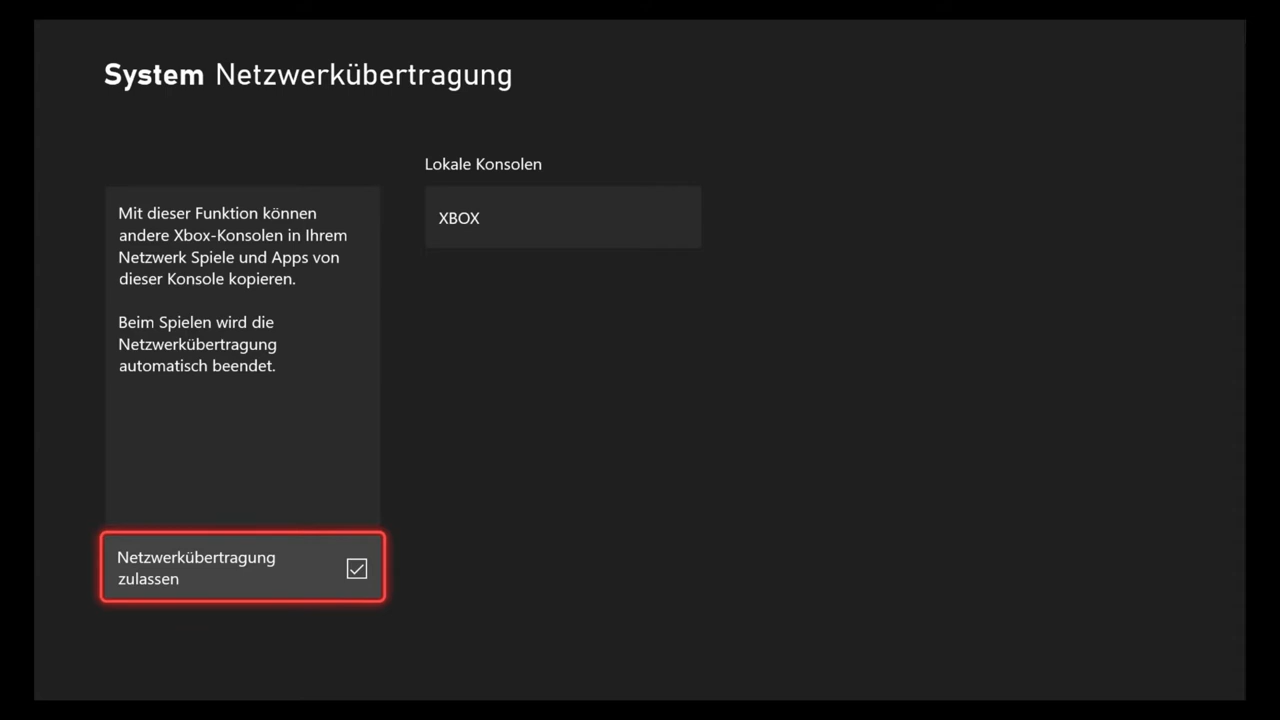 System Netzwerkübertragung
Lokale Konsolen
XBOX
Mit dieser Funktion können
andere Xbox-Konsolen in Ihrem
Netzwerk Spiele und Apps von
dieser Konsole kopieren.
Beim Spielen wird die
Netzwerkübertragung
automatisch beendet.
Netzwerkübertragung
zulassen